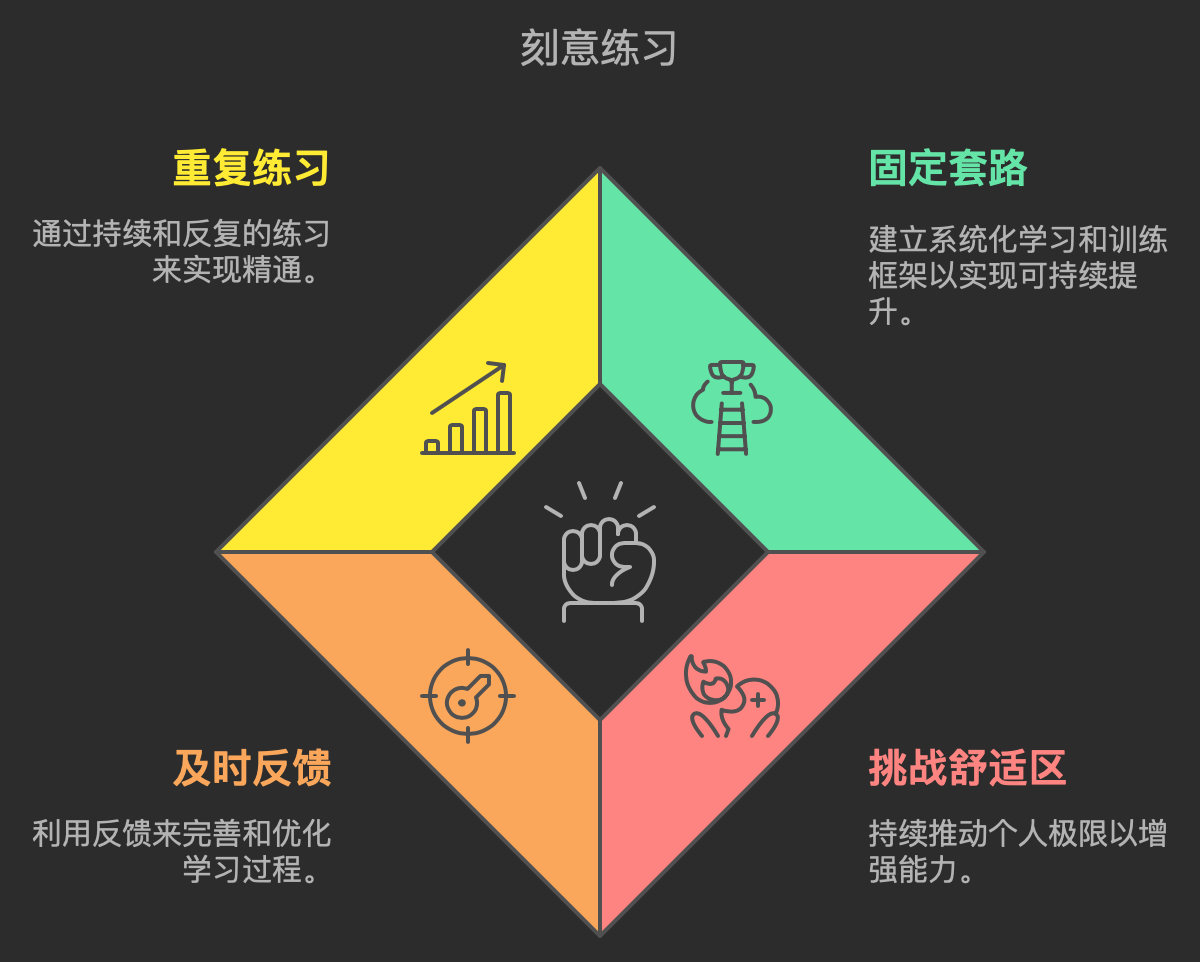 刻意练习
重复练习
通过持续和反复的练习
来实现精通。
固定套路
建立系统化学习和训练
框架以实现可持续提
升。
及时反馈
利用反馈来完善和优化
学习过程。
挑战舒适区
持续推动个人极限以增
强能力。